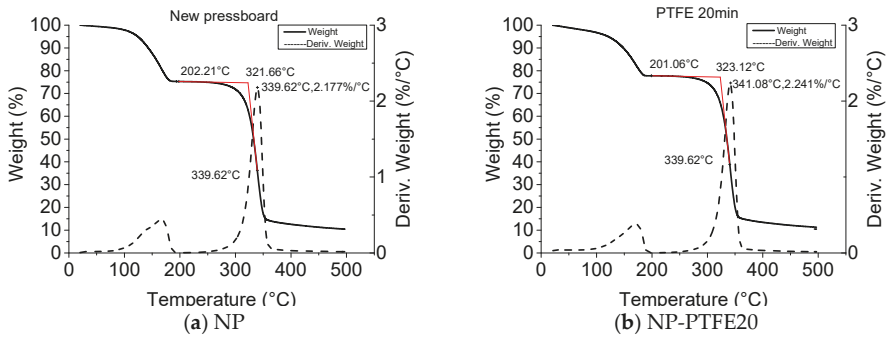 New pressboard
Weight
Deriv. Weight
100
90
80
70
60
50
40
30
20
10
0
Weight (%)
202.21°C
321.66°C
339.62°C,2.177%/°C
339.62°C
3
2
1
0
Deriv. Weight (%/°C)
0
100
200
300
400
500
Temperature (°C)
(a) NP
PTFE 20min
Weight
Deriv. Weight
100
90
80
70
60
50
40
30
20
10
0
Weight (%)
201.06°C
323.12°C
341.08°C,2.241%/°C
339.62°C
3
2
1
0
Deriv. Weight (%/°C)
0
100
200
300
400
500
Temperature (°C)
(b) NP-PTFE20